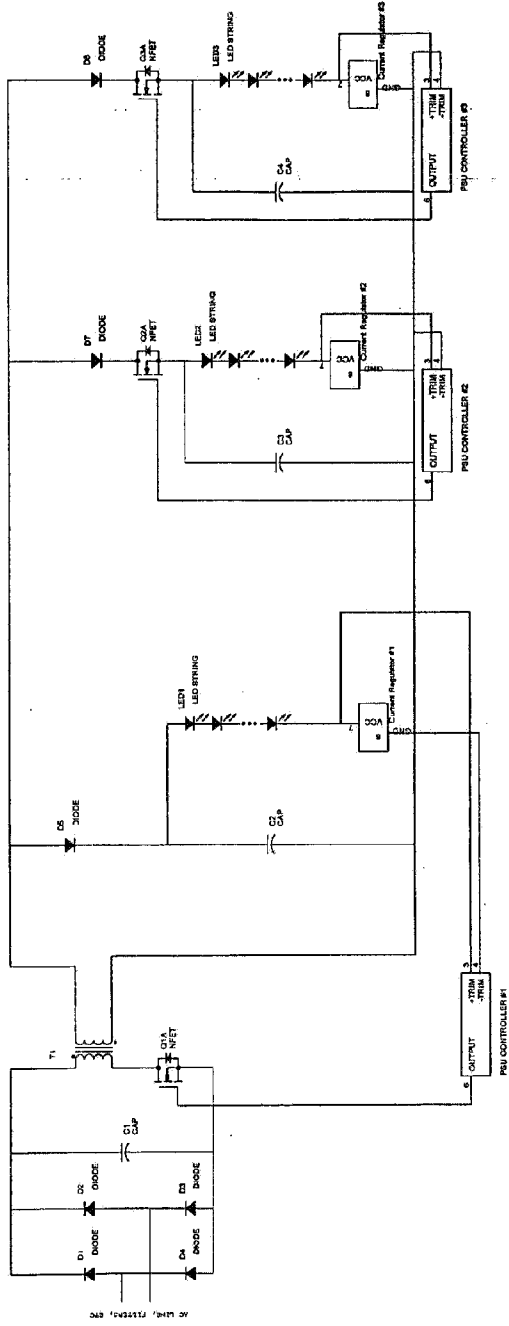 AC LINE, FILTERS, ETC
D1
DIODE
D2
DIODE
D4
DIODE
D3
DIODE
C1
CAP
T1
Q1A
NFET
6
OUTPUT
+TRIM
-TRIM
3
4
PSU CONTROLLER #1
D5
DIODE
C2
CAP
LED1
LED STRING
7
VCC
8
GND
Current Regulator #1
D7
DIODE
Q2A
NFET
LED2
LED STRING
C3
CAP
7
VCC
8
GND
Current Regulator #2
6
OUTPUT
+TRIM
-TRIM
3
4
PSU CONTROLLER #2
D6
DIODE
Q3A
NFET
LED3
LED STRING
C4
CAP
7
VCC
8
GND
Current Regulator #3
6
OUTPUT
+TRIM
-TRIM
3
4
PSU CONTROLLER #3